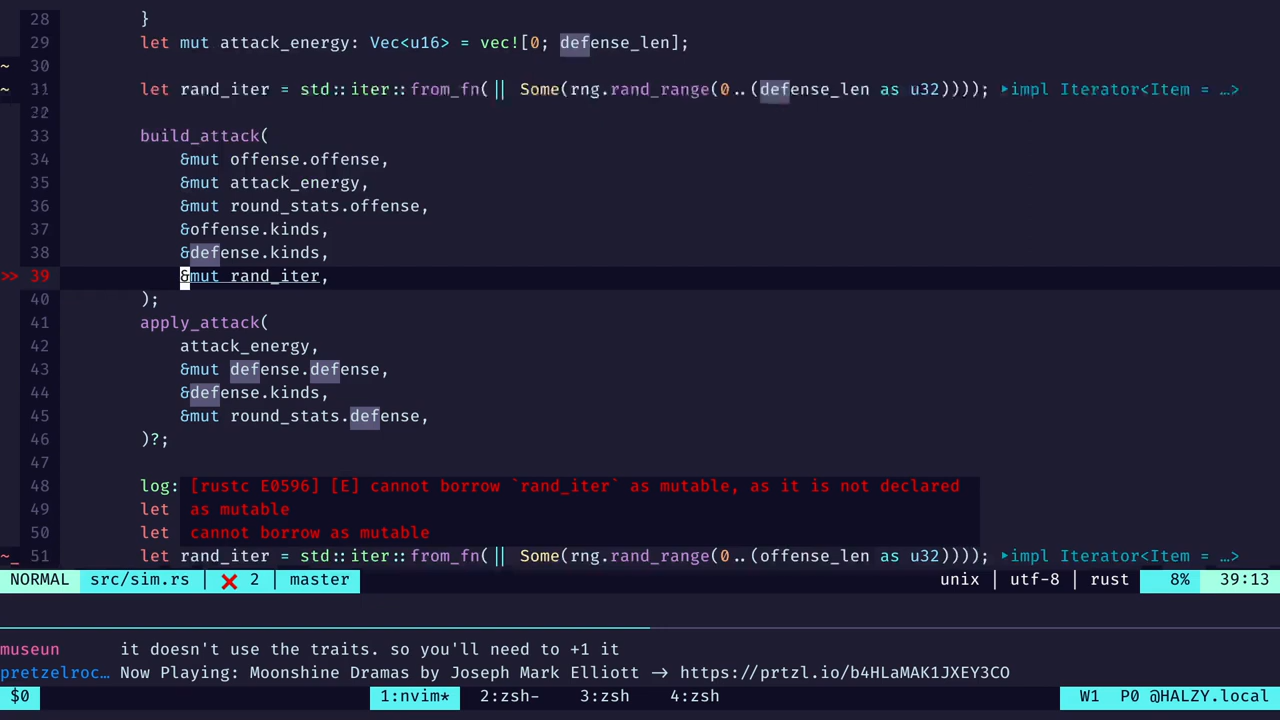 28 }
29 let mut attack_energy: Vec<u16> = vec![0; defense_len];
~ 30
~ 31 let rand_iter = std::iter::from_fn(|| Some(rng.rand_range(0..(defense_len as u32)))); ▸impl Iterator<Item = …>
32
33 build_attack(
34 &mut offense.offense,
35 &mut attack_energy,
36 &mut round_stats.offense,
37 &offense.kinds,
38 &defense.kinds,
>> 39 &mut rand_iter,
40 );
41 apply_attack(
42 attack_energy,
43 &mut defense.defense,
44 &defense.kinds,
45 &mut round_stats.defense,
46 )?;
47
48 log: [rustc E0596] [E] cannot borrow `rand_iter` as mutable, as it is not declared
49 let as mutable
50 let cannot borrow as mutable
~_ 51 let rand_iter = std::iter::from_fn(|| Some(rng.rand_range(0..(offense_len as u32)))); ▸impl Iterator<Item = …>
NORMAL src/sim.rs | ❌ 2 | master unix | utf-8 | rust 8% 39:13
museun it doesn't use the traits. so you'll need to +1 it
pretzelroc… Now Playing: Moonshine Dramas by Joseph Mark Elliott -> https://prtzl.io/b4HLaMAK1JXEY3CO
$0 1:nvim* 2:zsh- 3:zsh 4:zsh W1 P0 @HALZY.local